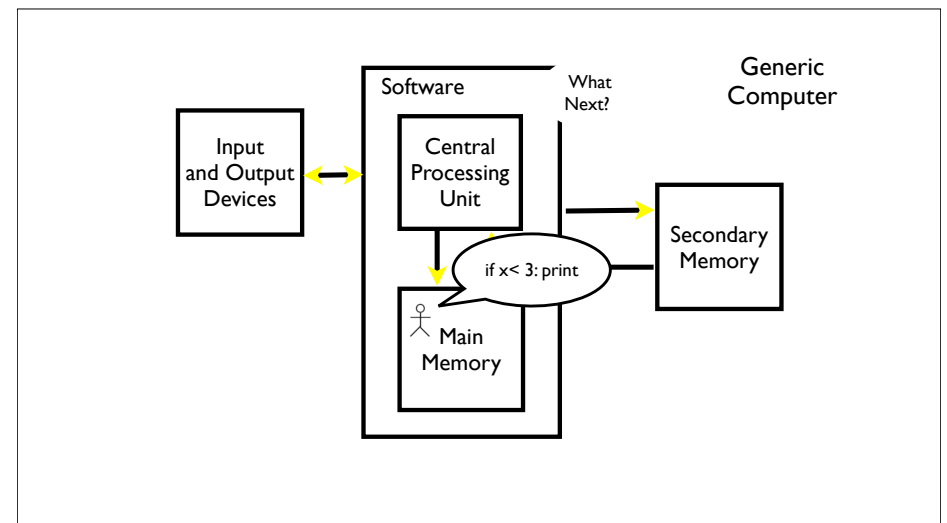 Generic
Computer
What
Next?
Software
Input
and Output
Devices
Central
Processing
Unit
Secondary
Memory
if x< 3: print
Main
Memory